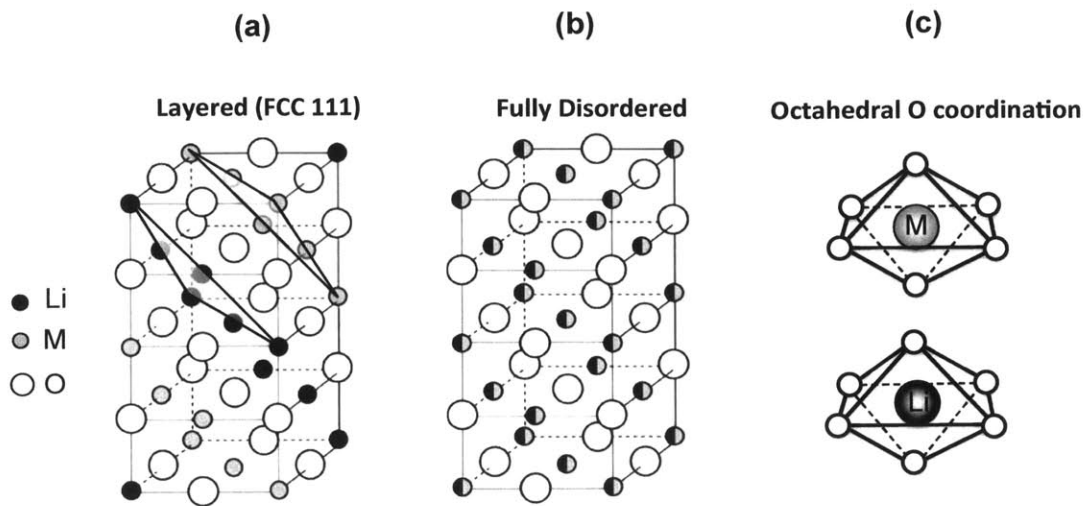 (a)
(b)
(c)
Layered (FCC 111)
Fully Disordered
Octahedral O coordination
M
Li
M
O
Li